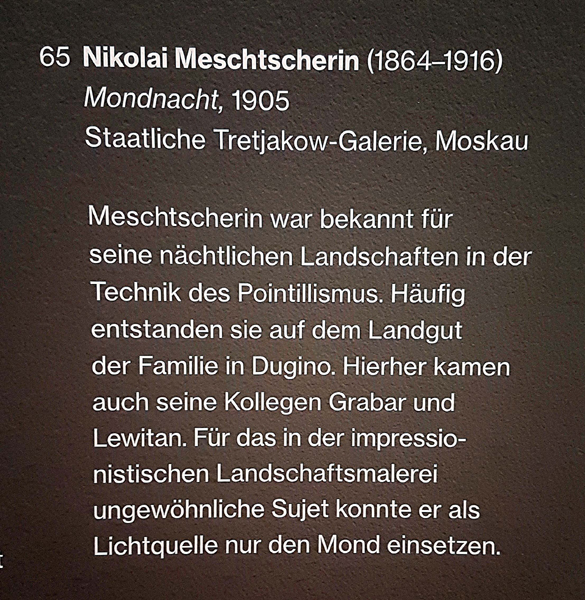 65 Nikolai Meschtscherin (1864–1916)
Mondnacht, 1905
Staatliche Tretjakow-Galerie, Moskau
Meschtscherin war bekannt für
seine nächtlichen Landschaften in der
Technik des Pointillismus. Häufig
entstanden sie auf dem Landgut
der Familie in Dugino. Hierher kamen
auch seine Kollegen Grabar und
Lewitan. Für das in der impressio-
nistischen Landschaftsmalerei
ungewöhnliche Sujet konnte er als
Lichtquelle nur den Mond einsetzen.